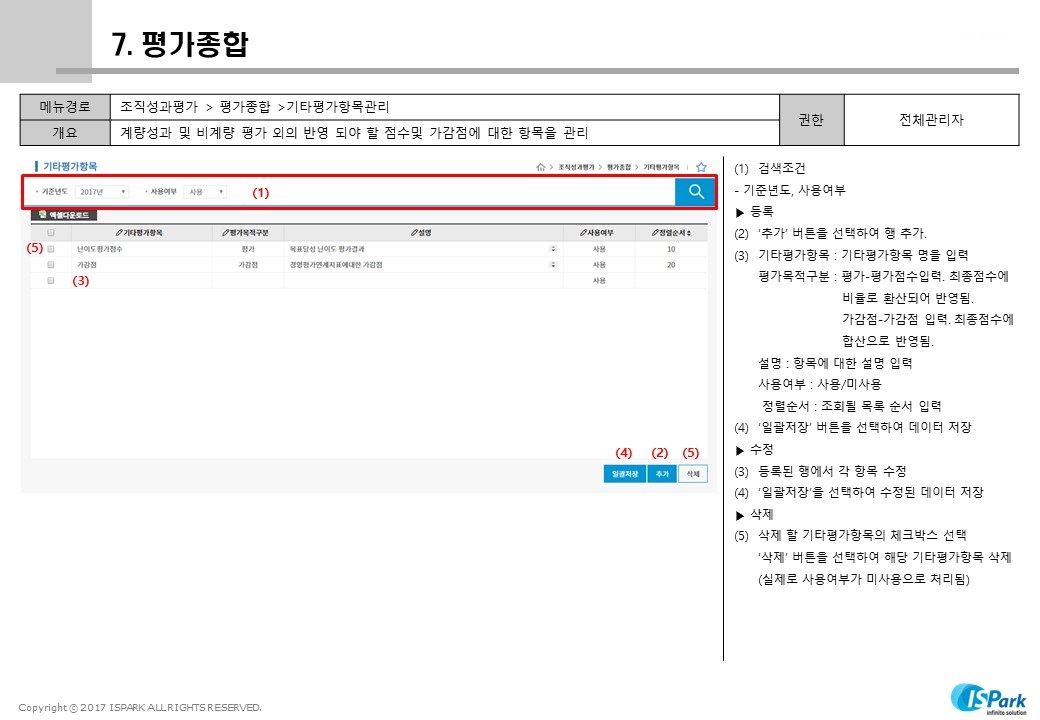 7. 평가종합
메뉴경로
조직성과평가 > 평가종합 >기타평가항목관리
권한
전체관리자
개요
계량성과 및 비계량 평가 외의 반영 되야 할 점수및 가감점에 대한 항목을 관리
기타평가항목
조직성과평가 > 평가종합 > 기타평가항목
기준년도 2017년 사용여부 사용 (1)
엑셀다운로드
기타평가항목 평가목적구분 설명 사용여부 정렬순서
(5) 난이도평가점수 평가 목표달성 난이도 평가결과 사용 10
가감점 가감점 경영평가연계지표에대한 가감점 사용 20
(3) 사용
(4) (2) (5)
일괄저장 추가 삭제
(1) 검색조건
- 기준년도, 사용여부
▶ 등록
(2) ‘추가’ 버튼을 선택하여 행 추가.
(3) 기타평가항목 : 기타평가항목 명을 입력
평가목적구분 : 평가-평가점수입력. 최종점수에
비율로 환산되어 반영됨.
가감점-가감점 입력. 최종점수에
합산으로 반영됨.
설명 : 항목에 대한 설명 입력
사용여부 : 사용/미사용
정렬순서 : 조회될 목록 순서 입력
(4) ‘일괄저장’ 버튼을 선택하여 데이터 저장
▶ 수정
(3) 등록된 행에서 각 항목 수정
(4) ‘일괄저장’을 선택하여 수정된 데이터 저장
▶ 삭제
(5) 삭제 할 기타평가항목의 체크박스 선택
‘삭제’ 버튼을 선택하여 해당 기타평가항목 삭제
(실제로 사용여부가 미사용으로 처리됨)
Copyright ⓒ 2017 ISPARK ALL RIGHTS RESERVED.
ISPark
infinite solution